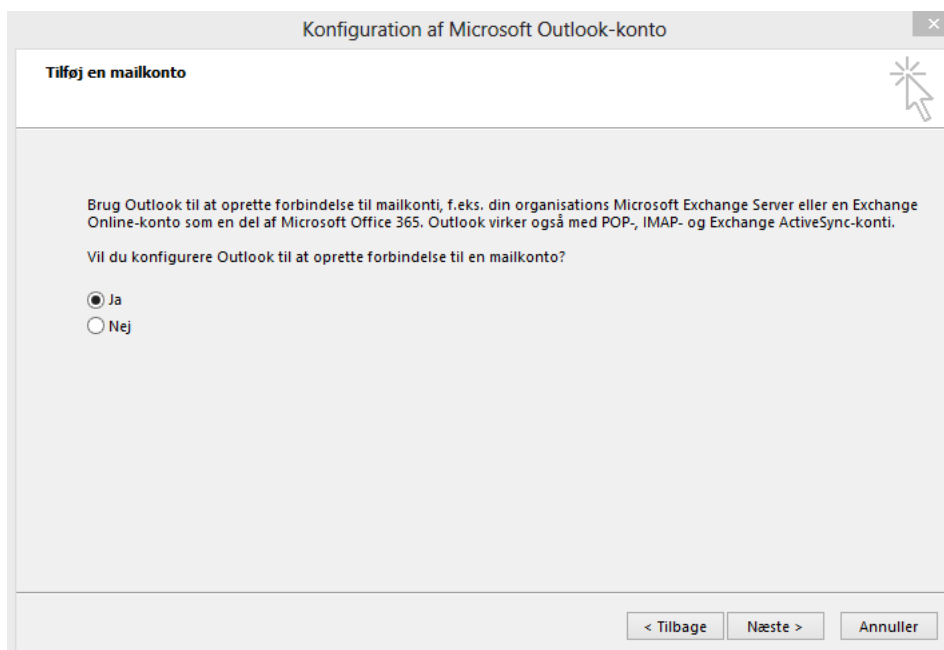 Konfiguration af Microsoft Outlook-konto
Tilføj en mailkonto
Brug Outlook til at oprette forbindelse til mailkonti, f.eks. din organisations Microsoft Exchange Server eller en Exchange
Online-konto som en del af Microsoft Office 365. Outlook virker også med POP-, IMAP- og Exchange ActiveSync-konti.
Vil du konfigurere Outlook til at oprette forbindelse til en mailkonto?
Ja
Nej
< Tilbage
Næste >
Annuller